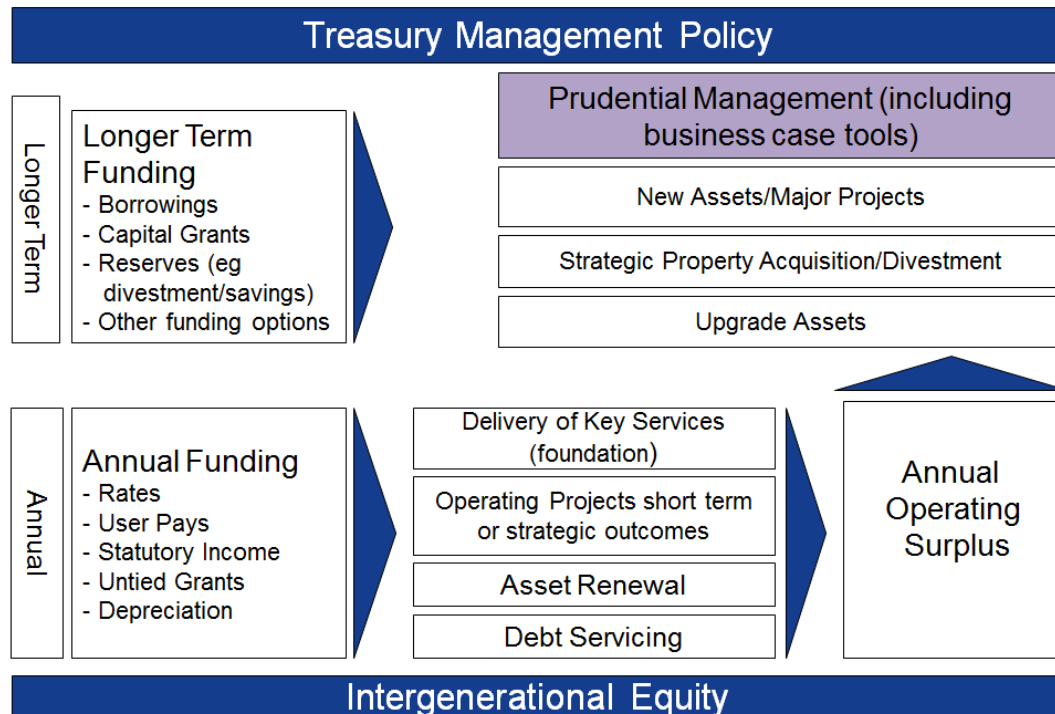 Treasury Management Policy
Longer Term
Longer Term
Funding
- Borrowings
- Capital Grants
- Reserves (eg
divestment/savings)
- Other funding options
Prudential Management (including
business case tools)
New Assets/Major Projects
Strategic Property Acquisition/Divestment
Upgrade Assets
Annual
Annual Funding
- Rates
- User Pays
- Statutory Income
- Untied Grants
- Depreciation
Delivery of Key Services
(foundation)
Operating Projects short term
or strategic outcomes
Asset Renewal
Debt Servicing
Annual
Operating
Surplus
Intergenerational Equity